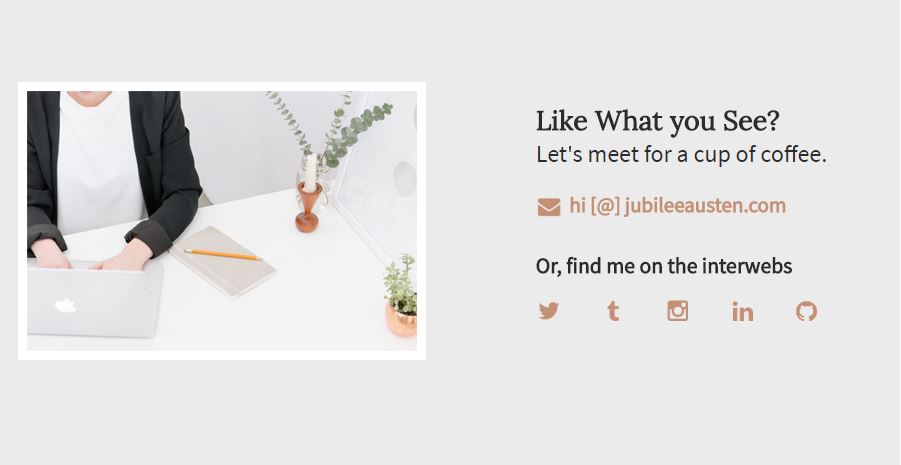 Like What you See?
Let's meet for a cup of coffee.
hi [@] jubileeausten.com
Or, find me on the interwebs